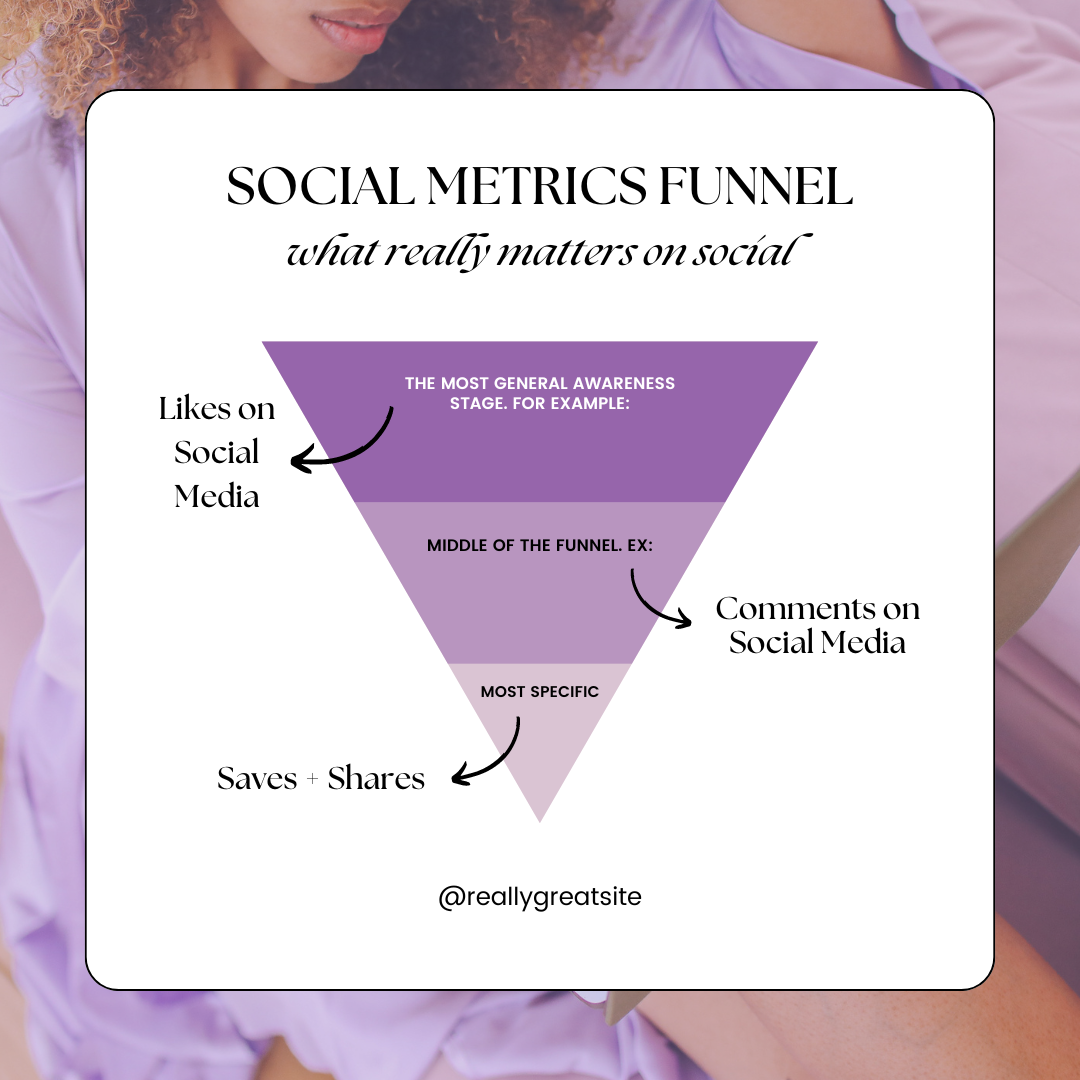 SOCIAL METRICS FUNNEL
what really matters on social
THE MOST GENERAL AWARENESS
STAGE. FOR EXAMPLE:
Likes on
Social
Media
MIDDLE OF THE FUNNEL. EX:
Comments on
Social Media
MOST SPECIFIC
Saves + Shares
@reallygreatsite